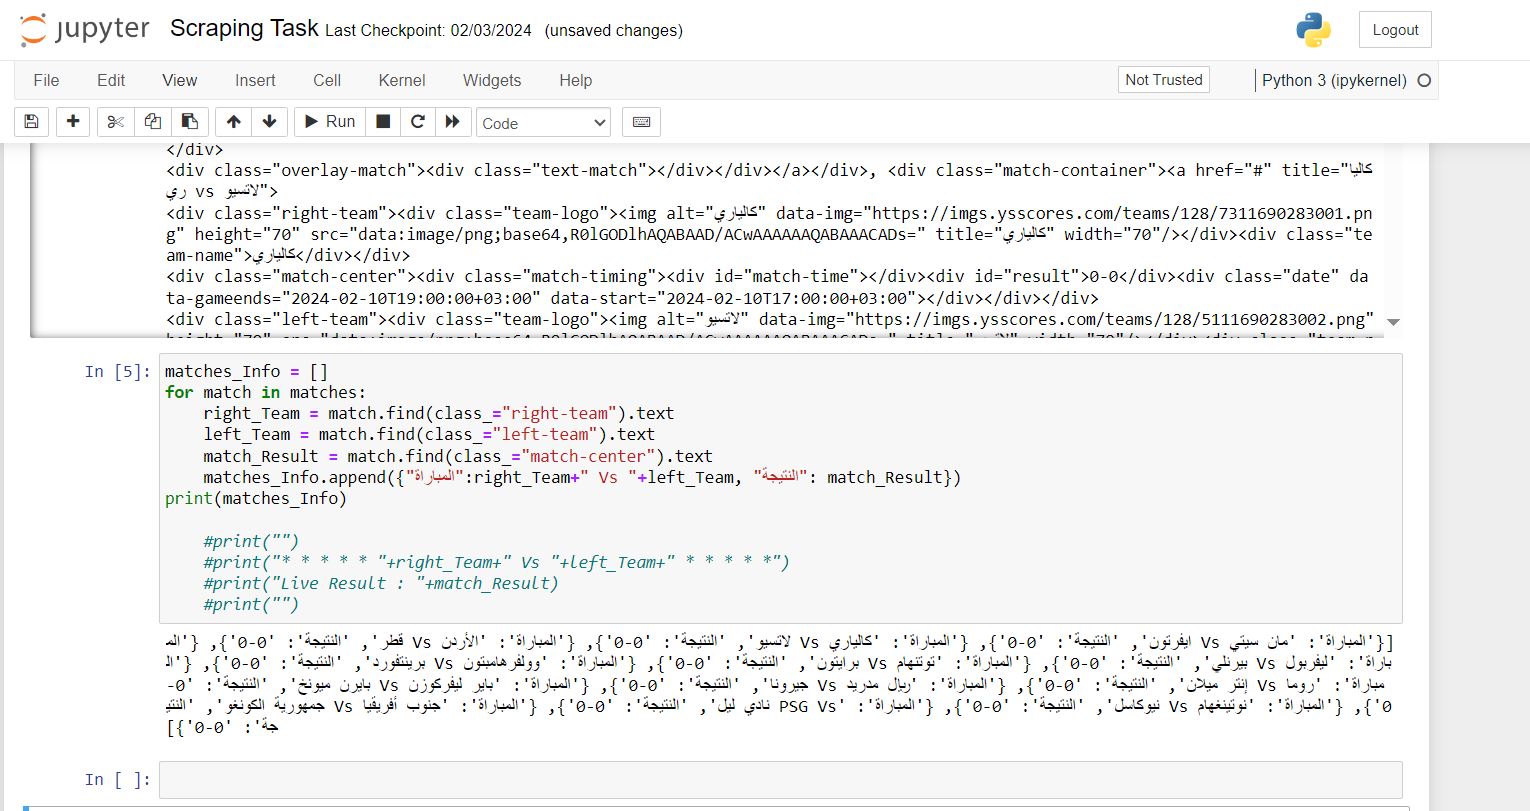 jupyter Scraping Task Last Checkpoint: 02/03/2024 (unsaved changes) Logout
File Edit View Insert Cell Kernel Widgets Help Not Trusted Python 3 (ipykernel)
Run Code
</div>
<div class="overlay-match"><div class="text-match"></div></div></a></div>, <div class="match-container"><a href="#" title="كاليا
ري vs لاتسيو">
<div class="right-team"><div class="team-logo"><img alt="كالياري" data-img="https://imgs.ysscores.com/teams/128/7311690283001.pn
g" height="70" src="data:image/png;base64,R0lGODlhAQABAAD/ACwAAAAAAQABAAACADs=" title="كالياري" width="70"/></div><div class="te
am-name">كالياري</div></div>
<div class="match-center"><div class="match-timing"><div id="match-time"></div><div id="result">0-0</div><div class="date" da
ta-gameends="2024-02-10T19:00:00+03:00" data-start="2024-02-10T17:00:00+03:00"></div></div></div>
<div class="left-team"><div class="team-logo"><img alt="لاتسيو" data-img="https://imgs.ysscores.com/teams/128/5111690283002.png"
In [5]: matches_Info = []
for match in matches:
    right_Team = match.find(class_="right-team").text
    left_Team = match.find(class_="left-team").text
    match_Result = match.find(class_="match-center").text
    matches_Info.append({"المباراة":right_Team+" Vs "+left_Team, "النتيجة": match_Result})
print(matches_Info)
    #print("")
    #print("* * * * * "+right_Team+" Vs "+left_Team+" * * * * *")
    #print("Live Result : "+match_Result)
    #print("")
[{'المباراة': 'مان سيتي Vs ايفرتون', 'النتيجة': '0-0'}, {'المباراة': 'كالياري Vs لاتسيو', 'النتيجة': '0-0'}, {'المباراة': 'الأردن Vs قطر', 'النتيجة': '0-0'}, {'الم
باراة': 'ليفربول Vs بيرنلي', 'النتيجة': '0-0'}, {'المباراة': 'توتنهام Vs برايتون', 'النتيجة': '0-0'}, {'المباراة': 'وولفرهامبتون Vs برينتفورد', 'النتيجة': '0-0'}, {'ال
مباراة': 'روما Vs إنتر ميلان', 'النتيجة': '0-0'}, {'المباراة': 'ريال مدريد Vs جيرونا', 'النتيجة': '0-0'}, {'المباراة': 'باير ليفركوزن Vs بايرن ميونخ', 'النتيجة': '0-
0'}, {'المباراة': 'نوتينغهام Vs نيوكاسل', 'النتيجة': '0-0'}, {'المباراة': 'PSG Vs نادي ليل', 'النتيجة': '0-0'}, {'المباراة': 'جنوب أفريقيا Vs جمهورية الكونغو', 'النتي
جة': '0-0'}]
In [ ]: